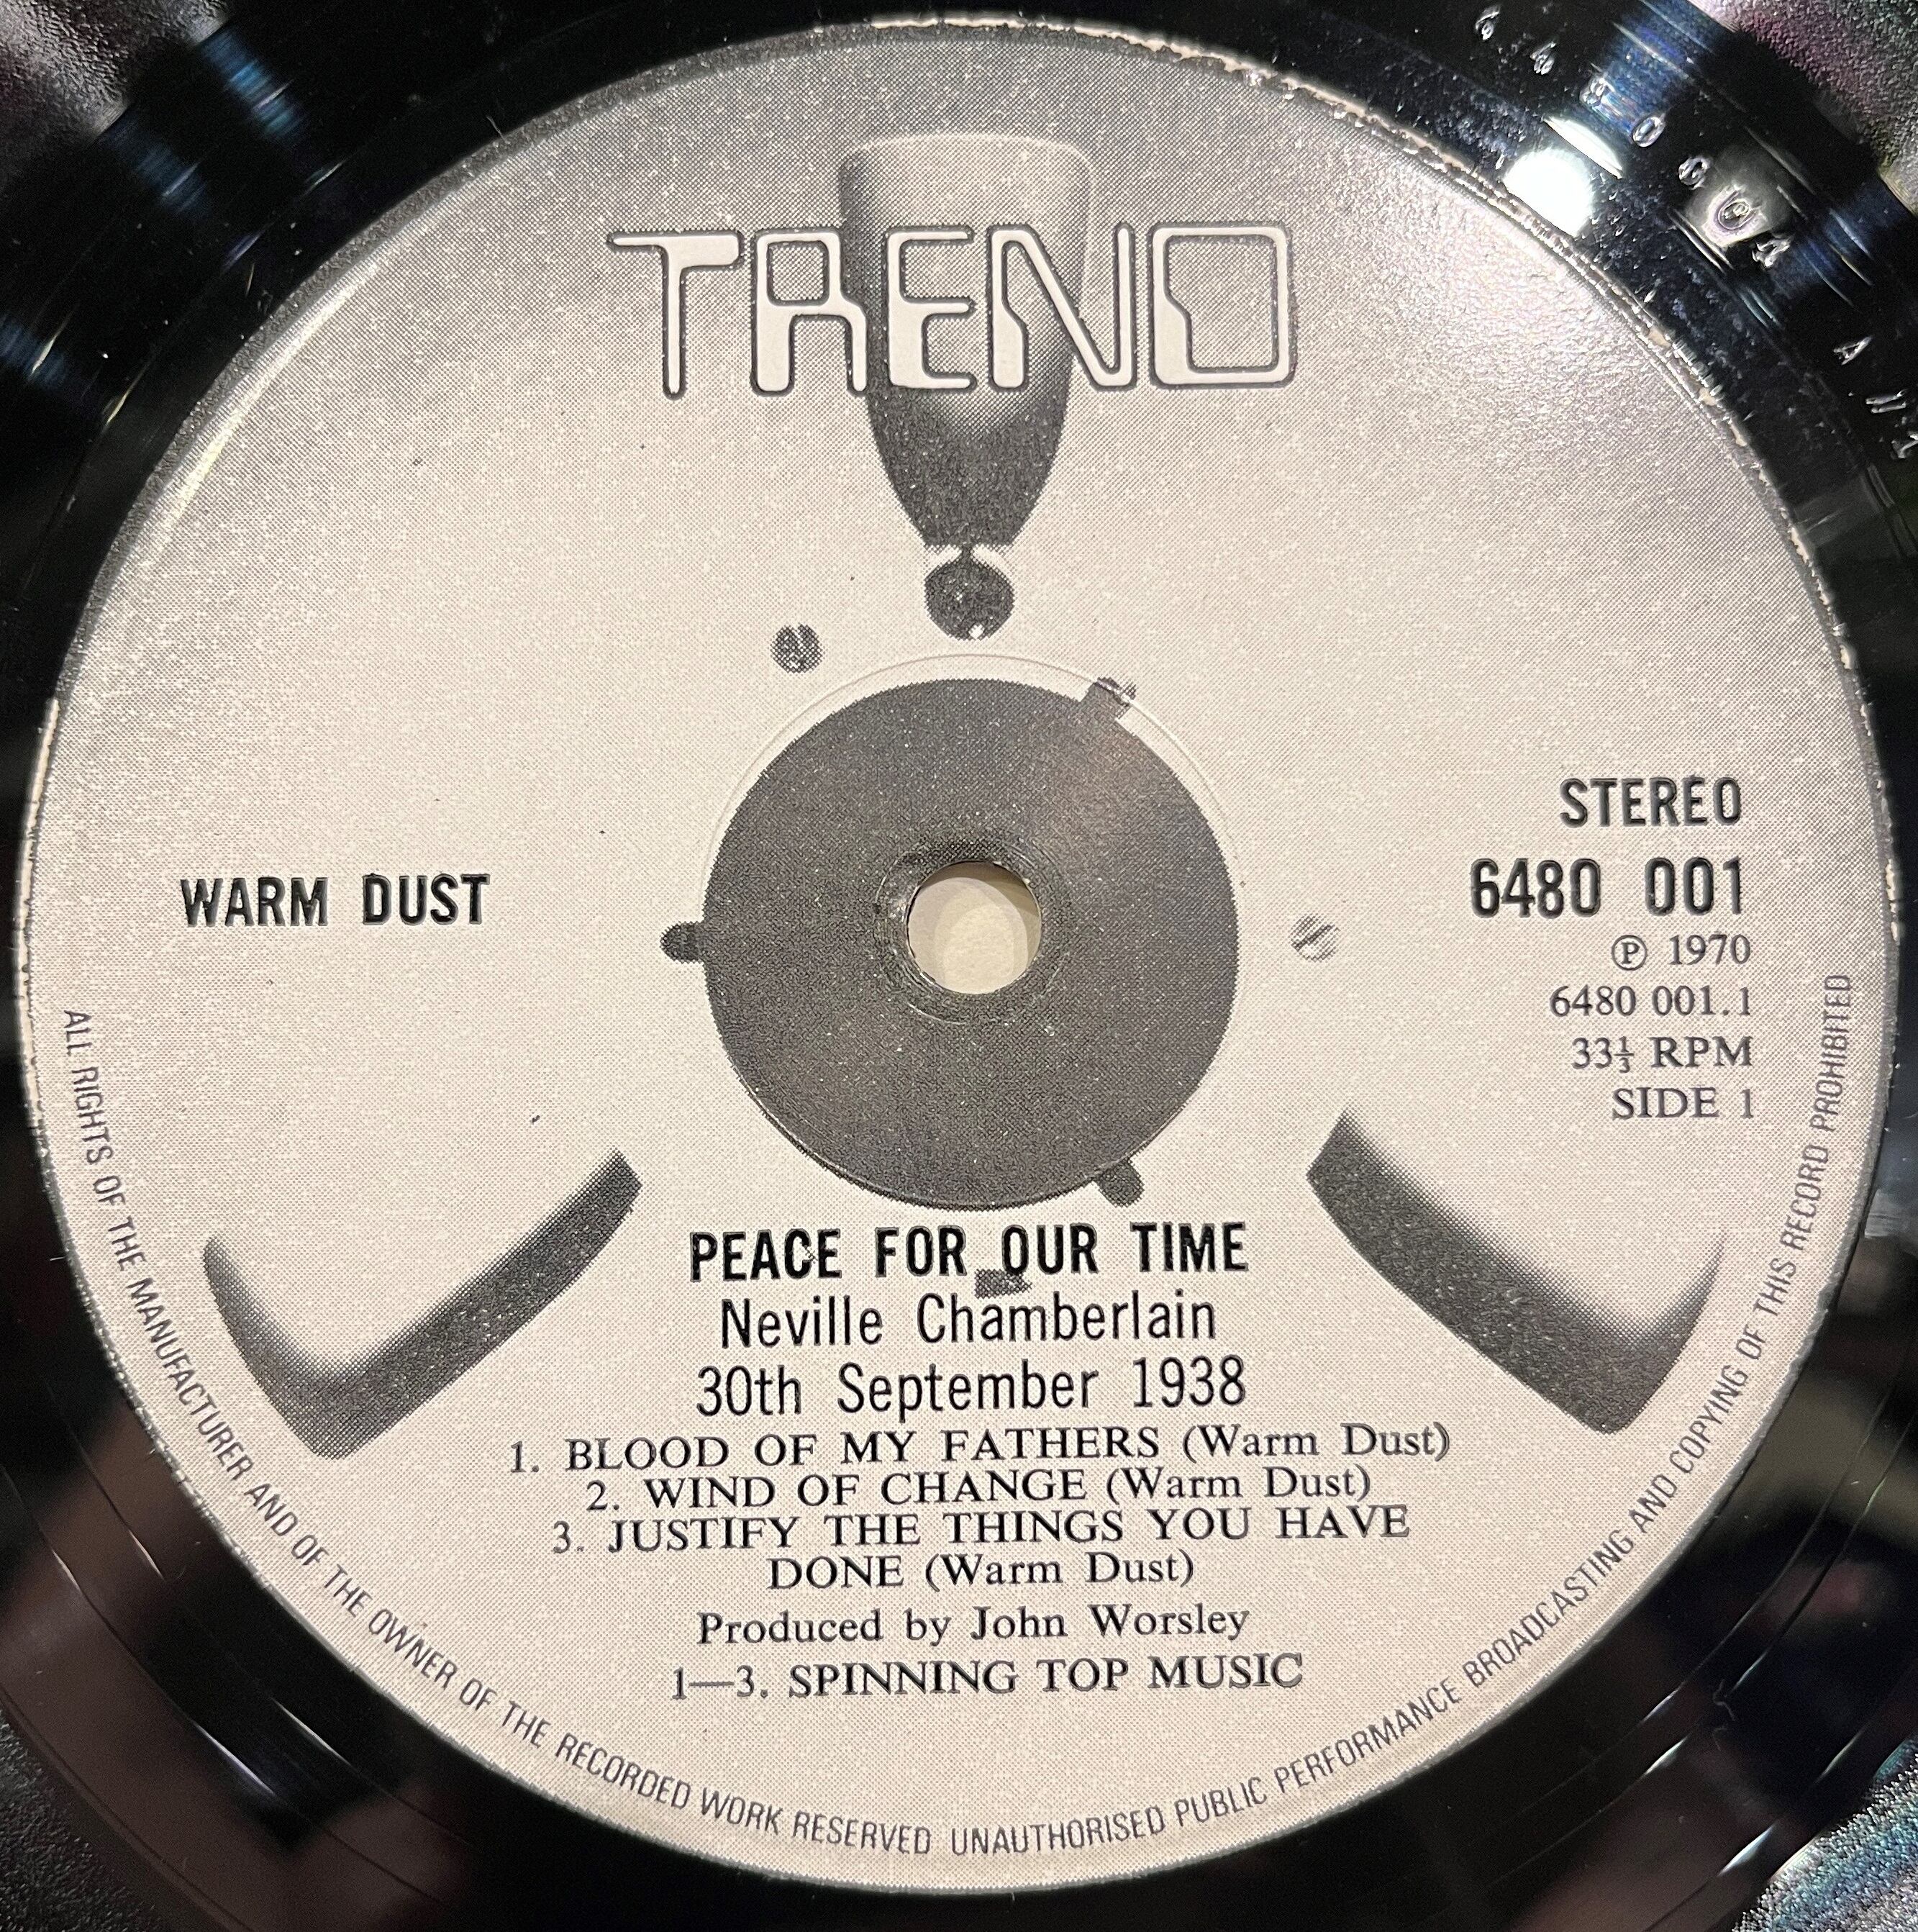 TREND
WARM DUST
STEREO
6480 001
Ⓟ 1970
6480 001.1
33⅓ RPM
SIDE 1
PEACE FOR OUR TIME
Neville Chamberlain
30th September 1938
1. BLOOD OF MY FATHERS (Warm Dust)
2. WIND OF CHANGE (Warm Dust)
3. JUSTIFY THE THINGS YOU HAVE
DONE (Warm Dust)
Produced by John Worsley
1—3. SPINNING TOP MUSIC
ALL RIGHTS OF THE MANUFACTURER AND OF THE OWNER OF THE RECORDED WORK RESERVED UNAUTHORISED PUBLIC PERFORMANCE BROADCASTING AND COPYING OF THIS RECORD PROHIBITED